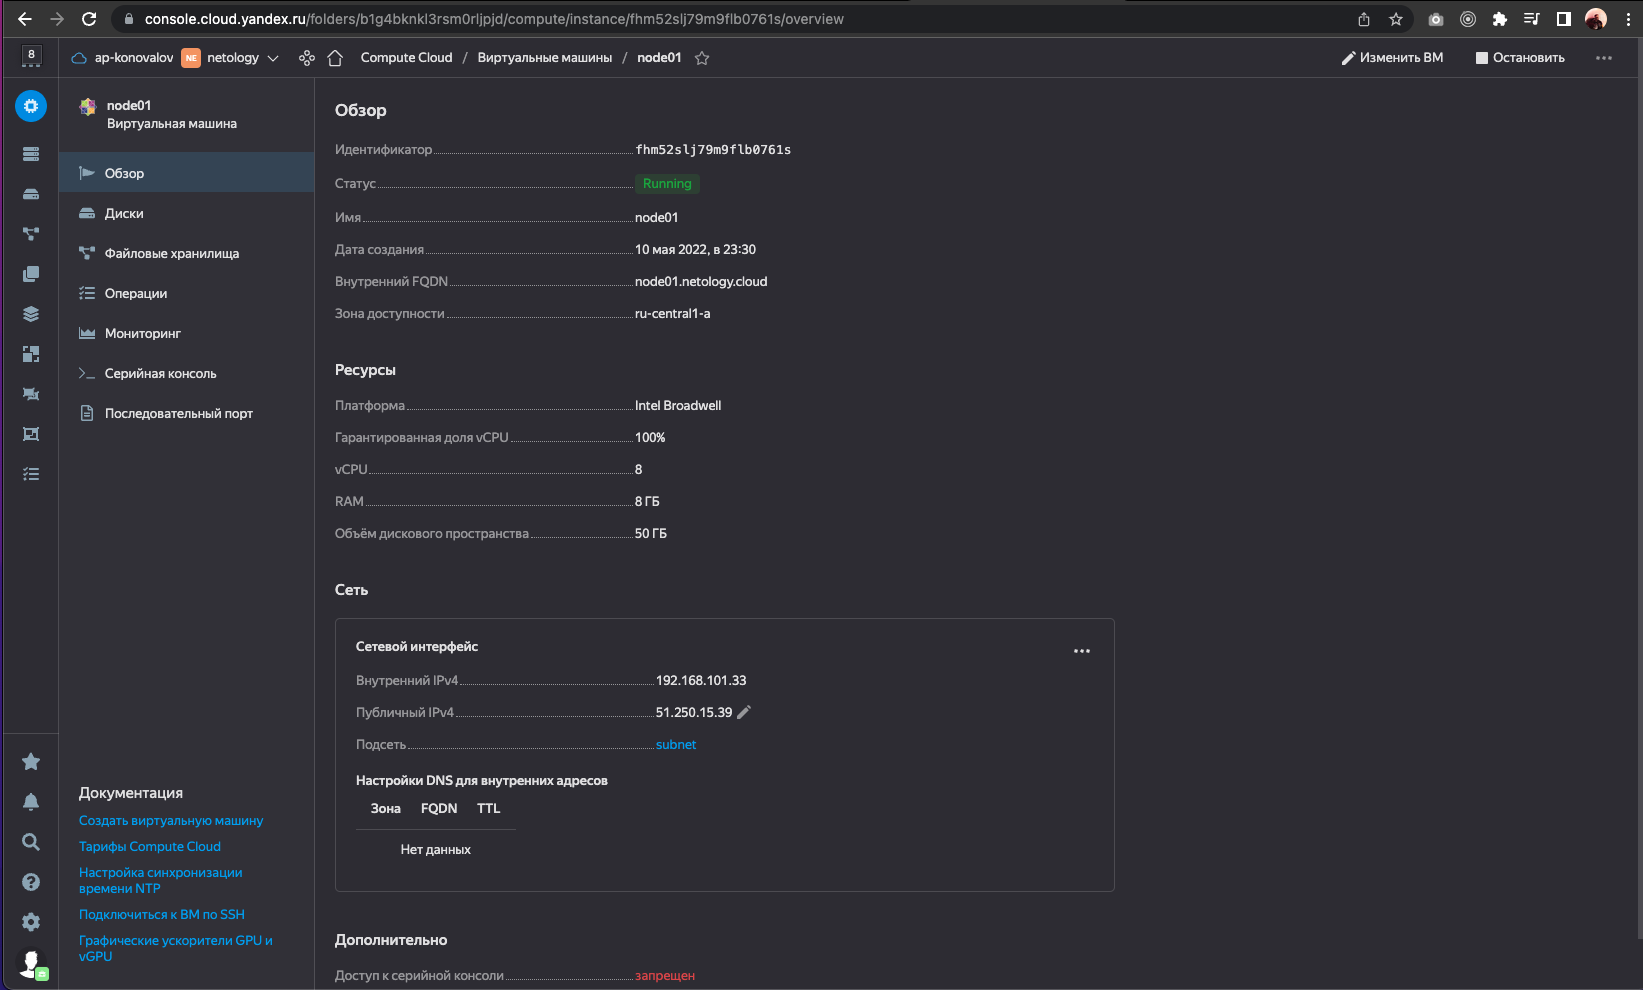 console.cloud.yandex.ru/folders/b1g4bknkl3rsm0rljpjd/compute/instance/fhm52slj79m9flb0761s/overview
8
ap-konovalov NE netology Compute Cloud / Виртуальные машины / node01
Изменить ВМ
Остановить
node01
Виртуальная машина
Обзор
Диски
Файловые хранилища
Операции
Мониторинг
Серийная консоль
Последовательный порт
Документация
Создать виртуальную машину
Тарифы Compute Cloud
Настройка синхронизации
времени NTP
Подключиться к ВМ по SSH
Графические ускорители GPU и
vGPU
Обзор
Идентификатор fhm52slj79m9flb0761s
Статус Running
Имя node01
Дата создания 10 мая 2022, в 23:30
Внутренний FQDN node01.netology.cloud
Зона доступности ru-central1-a
Ресурсы
Платформа Intel Broadwell
Гарантированная доля vCPU 100%
vCPU 8
RAM 8 ГБ
Объём дискового пространства 50 ГБ
Сеть
Сетевой интерфейс
Внутренний IPv4 192.168.101.33
Публичный IPv4 51.250.15.39
Подсеть subnet
Настройки DNS для внутренних адресов
Зона FQDN TTL
Нет данных
Дополнительно
Доступ к серийной консоли запрещен